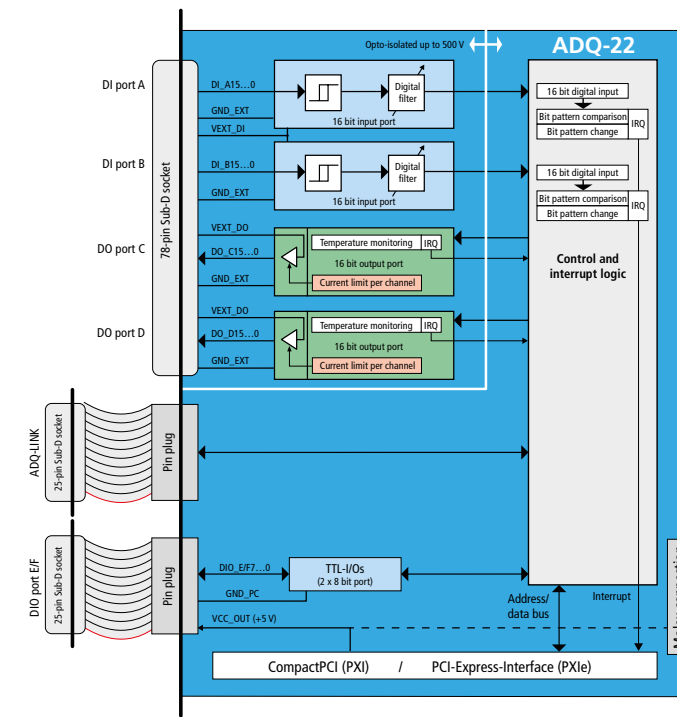 Opto-isolated up to 500 V
ADQ-22
DI port A
DI_A15...0
GND_EXT
VEXT_DI
Digital
filter
16 bit input port
16 bit digital input
Bit pattern comparison
Bit pattern change
IRQ
DI port B
DI_B15...0
GND_EXT
Digital
filter
16 bit input port
16 bit digital input
Bit pattern comparison
Bit pattern change
IRQ
78-pin Sub-D socket
DO port C
VEXT_DO
DO_C15...0
GND_EXT
Temperature monitoring
IRQ
16 bit output port
Current limit per channel
Control and
interrupt logic
DO port D
VEXT_DO
DO_D15...0
GND_EXT
Temperature monitoring
IRQ
16 bit output port
Current limit per channel
ADQ-LINK
25-pin Sub-D socket
Pin plug
DIO port E/F
25-pin Sub-D socket
Pin plug
DIO_E/F7...0
GND_PC
VCC_OUT (+5 V)
TTL-I/Os
(2 x 8 bit port)
Address/
data bus
Interrupt
CompactPCI (PXI) / PCI-Express-Interface (PXIe)